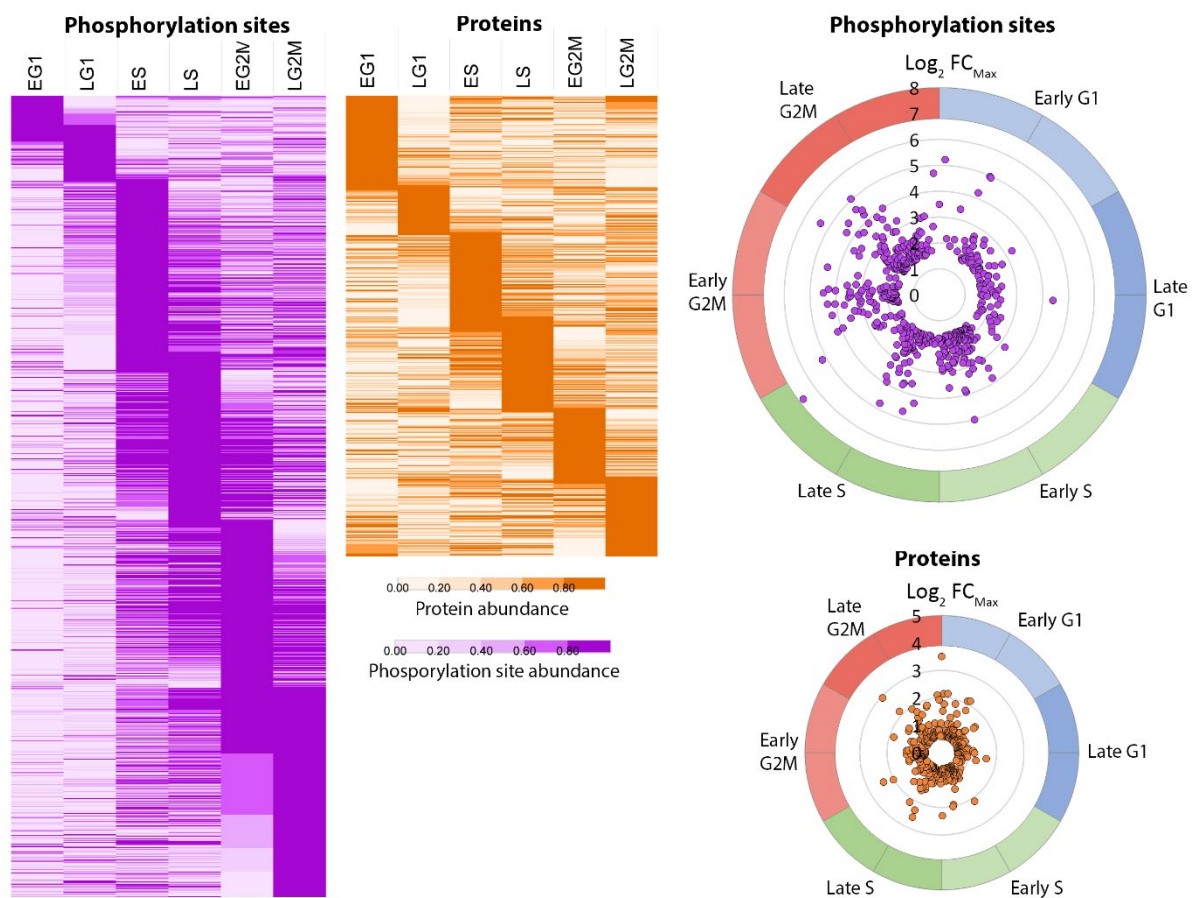 Phosphorylation sites
EG1 LG1 ES LS EG2M LG2M
Proteins
EG1 LG1 ES LS EG2M LG2M
0.00 0.20 0.40 0.60 0.80
Protein abundance
0.00 0.20 0.40 0.60 0.80
Phosporylation site abundance
Phosphorylation sites
Log2 FCMax
Late
G2M
Early G1
8
7
6
5
4
3
2
1
0
Early
G2M
Late
G1
Late S
Early S
Proteins
Log2 FCMax
Late
G2M
Early G1
5
4
3
2
1
0
Early
G2M
Late G1
Late S
Early S